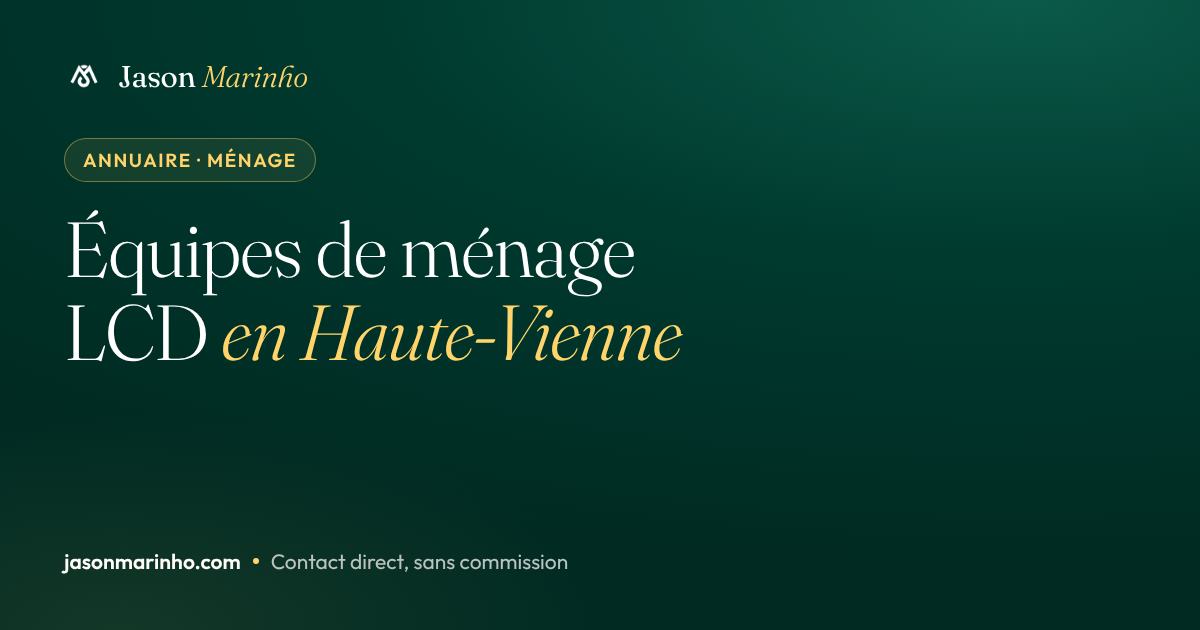 Jason Marinho
ANNUAIRE · MÉNAGE
Équipes de ménage
LCD en Haute-Vienne
jasonmarinho.com • Contact direct, sans commission